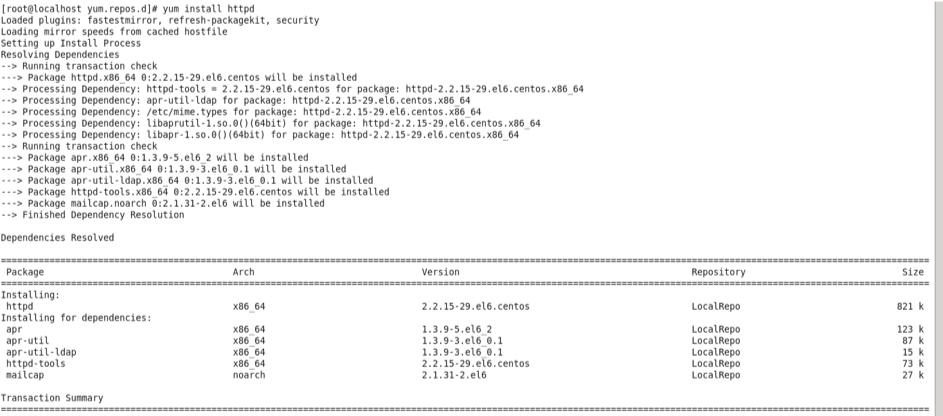 [root@localhost yum.repos.d]# yum install httpd
Loaded plugins: fastestmirror, refresh-packagekit, security
Loading mirror speeds from cached hostfile
Setting up Install Process
Resolving Dependencies
--> Running transaction check
---> Package httpd.x86_64 0:2.2.15-29.el6.centos will be installed
--> Processing Dependency: httpd-tools = 2.2.15-29.el6.centos for package: httpd-2.2.15-29.el6.centos.x86_64
--> Processing Dependency: apr-util-ldap for package: httpd-2.2.15-29.el6.centos.x86_64
--> Processing Dependency: /etc/mime.types for package: httpd-2.2.15-29.el6.centos.x86_64
--> Processing Dependency: libaprutil-1.so.0()(64bit) for package: httpd-2.2.15-29.el6.centos.x86_64
--> Processing Dependency: libapr-1.so.0()(64bit) for package: httpd-2.2.15-29.el6.centos.x86_64
--> Running transaction check
---> Package apr.x86_64 0:1.3.9-5.el6_2 will be installed
---> Package apr-util.x86_64 0:1.3.9-3.el6_0.1 will be installed
---> Package apr-util-ldap.x86_64 0:1.3.9-3.el6_0.1 will be installed
---> Package httpd-tools.x86_64 0:2.2.15-29.el6.centos will be installed
---> Package mailcap.noarch 0:2.1.31-2.el6 will be installed
--> Finished Dependency Resolution
Dependencies Resolved
Package Arch Version Repository Size
Installing:
httpd x86_64 2.2.15-29.el6.centos LocalRepo 821 k
Installing for dependencies:
apr x86_64 1.3.9-5.el6_2 LocalRepo 123 k
apr-util x86_64 1.3.9-3.el6_0.1 LocalRepo 87 k
apr-util-ldap x86_64 1.3.9-3.el6_0.1 LocalRepo 15 k
httpd-tools x86_64 2.2.15-29.el6.centos LocalRepo 73 k
mailcap noarch 2.1.31-2.el6 LocalRepo 27 k
Transaction Summary